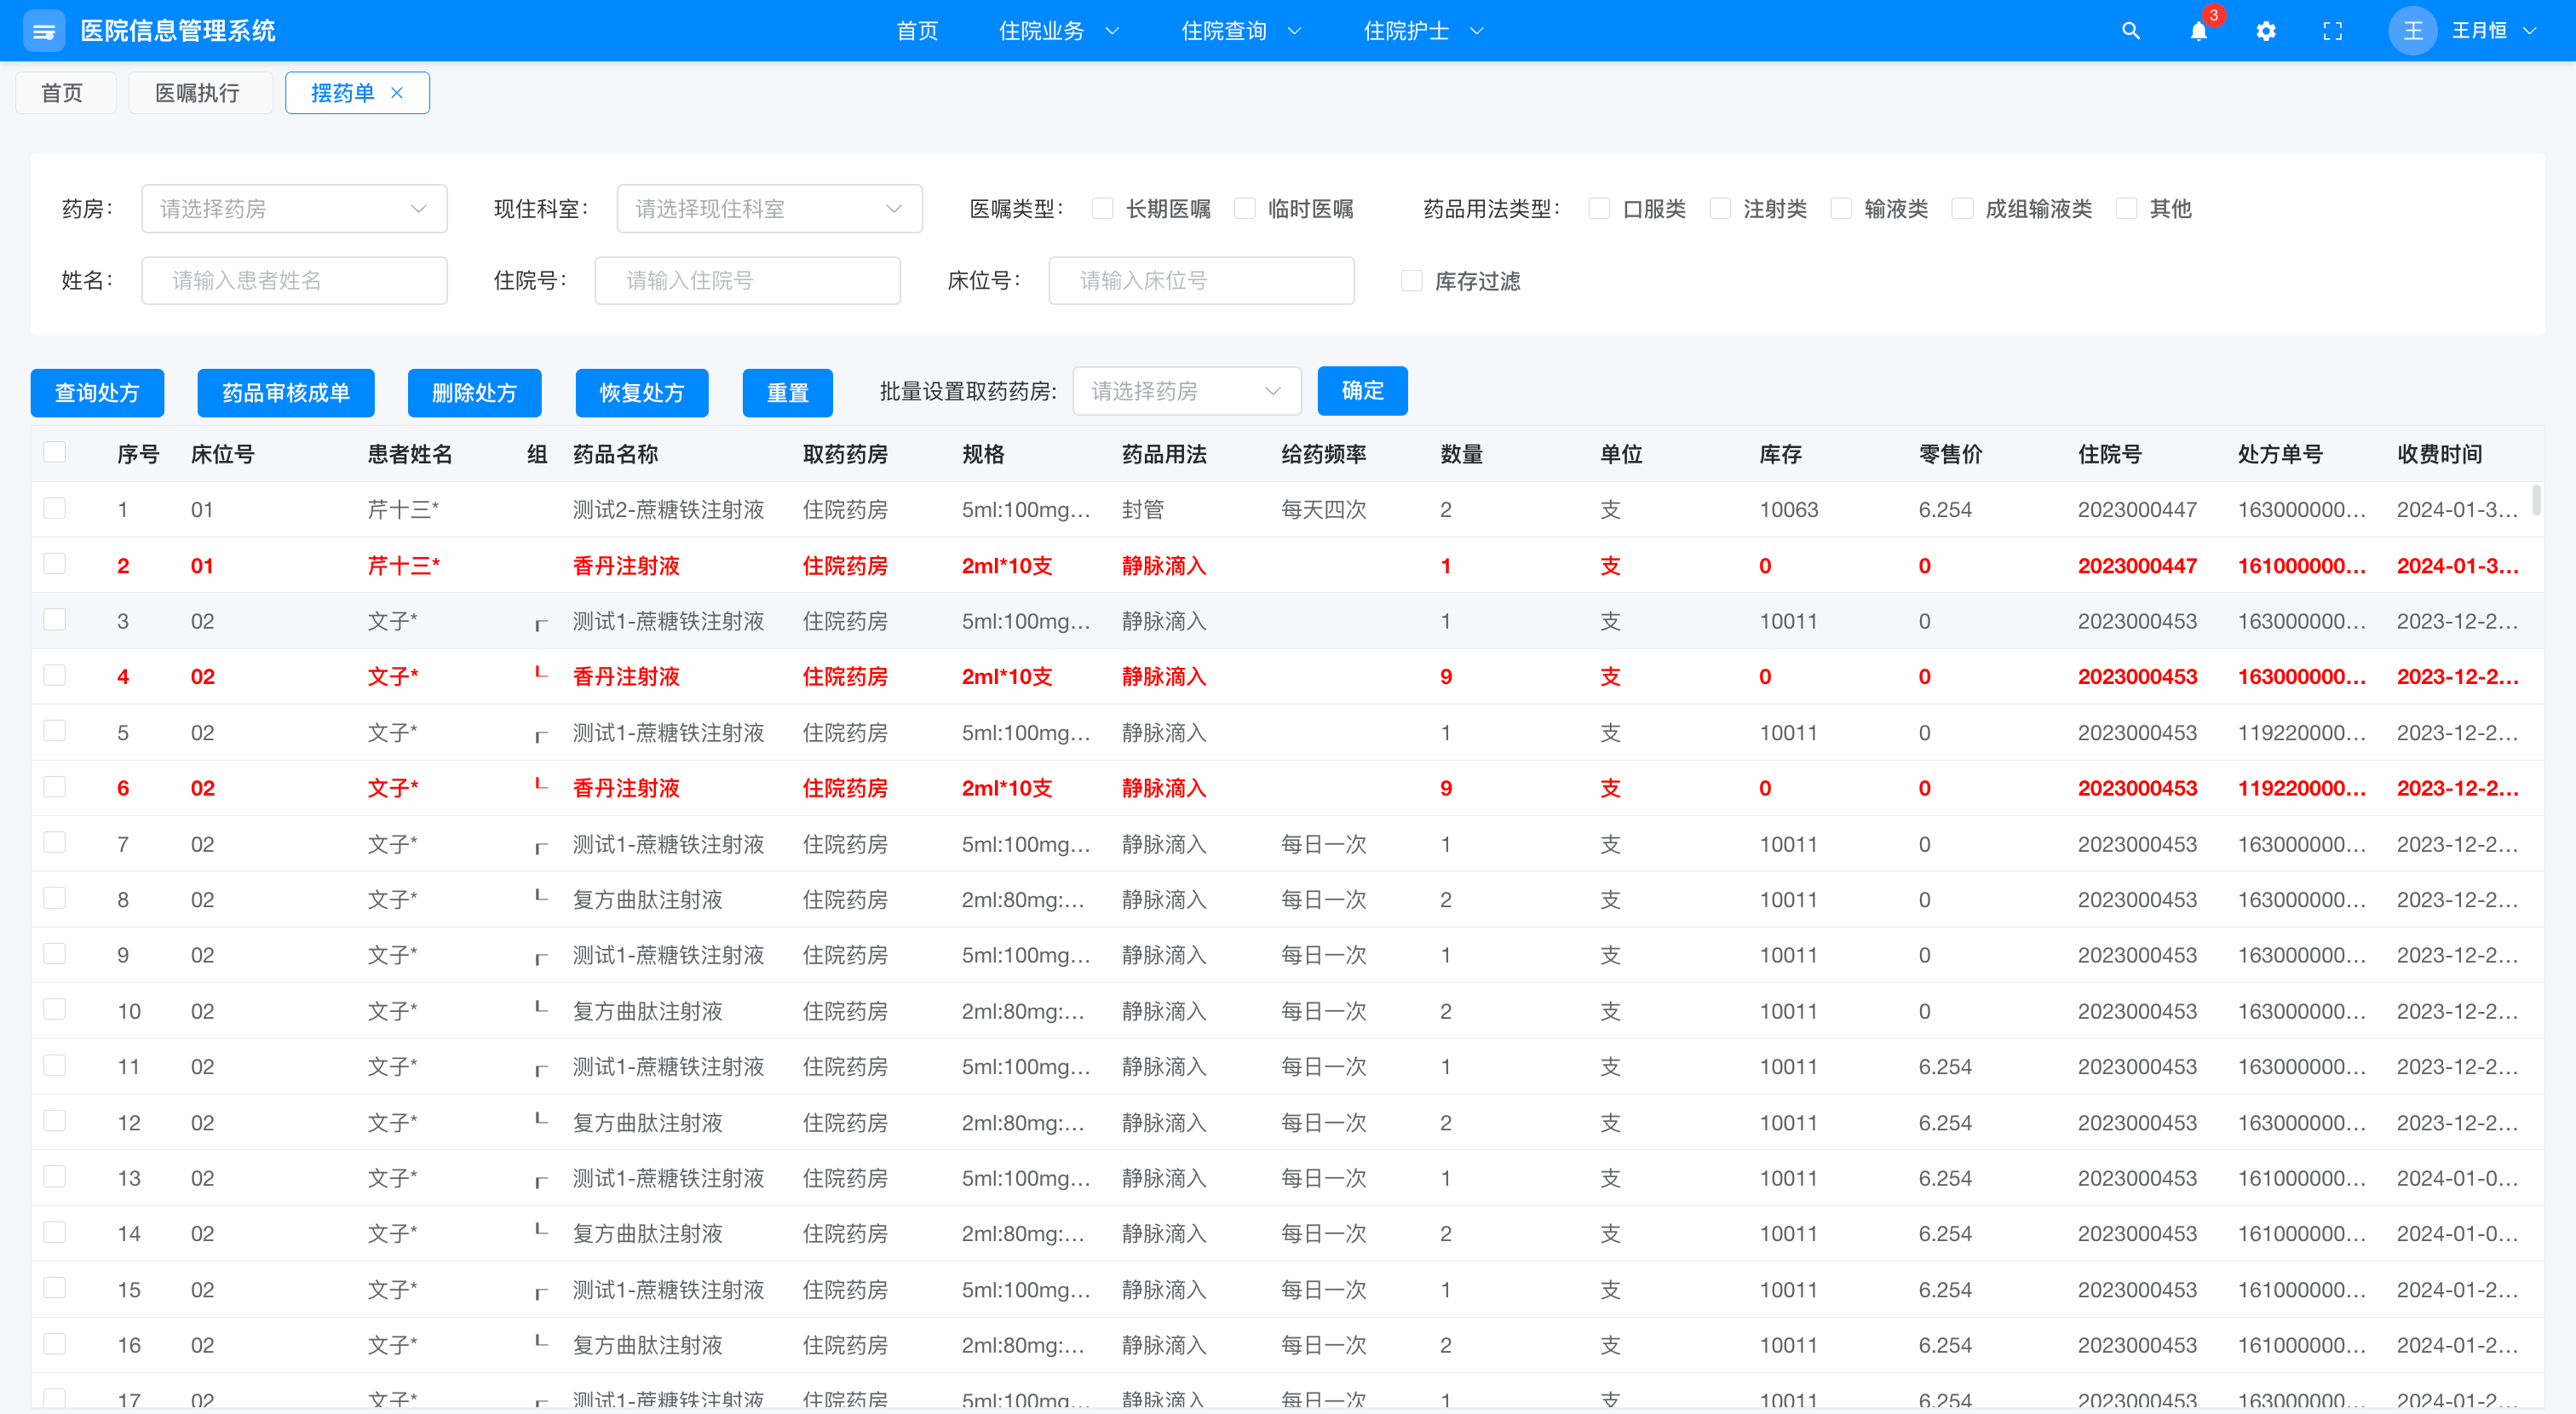 医院信息管理系统 首页 住院业务 住院查询 住院护士 3 王 王月恒
首页 医嘱执行 摆药单 ×
药房： 请选择药房 现住科室： 请选择现住科室 医嘱类型： 长期医嘱 临时医嘱 药品用法类型： 口服类 注射类 输液类 成组输液类 其他
姓名： 请输入患者姓名 住院号： 请输入住院号 床位号： 请输入床位号 库存过滤
查询处方 药品审核成单 删除处方 恢复处方 重置 批量设置取药药房: 请选择药房 确定
序号 床位号 患者姓名 组 药品名称 取药药房 规格 药品用法 给药频率 数量 单位 库存 零售价 住院号 处方单号 收费时间
1 01 芹十三* 测试2-蔗糖铁注射液 住院药房 5ml:100mg... 封管 每天四次 2 支 10063 6.254 2023000447 163000000... 2024-01-3...
2 01 芹十三* 香丹注射液 住院药房 2ml*10支 静脉滴入 1 支 0 0 2023000447 161000000... 2024-01-3...
3 02 文子* ┌ 测试1-蔗糖铁注射液 住院药房 5ml:100mg... 静脉滴入 1 支 10011 0 2023000453 163000000... 2023-12-2...
4 02 文子* └ 香丹注射液 住院药房 2ml*10支 静脉滴入 9 支 0 0 2023000453 163000000... 2023-12-2...
5 02 文子* ┌ 测试1-蔗糖铁注射液 住院药房 5ml:100mg... 静脉滴入 1 支 10011 0 2023000453 119220000... 2023-12-2...
6 02 文子* └ 香丹注射液 住院药房 2ml*10支 静脉滴入 9 支 0 0 2023000453 119220000... 2023-12-2...
7 02 文子* ┌ 测试1-蔗糖铁注射液 住院药房 5ml:100mg... 静脉滴入 每日一次 1 支 10011 0 2023000453 163000000... 2023-12-2...
8 02 文子* └ 复方曲肽注射液 住院药房 2ml:80mg:... 静脉滴入 每日一次 2 支 10011 0 2023000453 163000000... 2023-12-2...
9 02 文子* ┌ 测试1-蔗糖铁注射液 住院药房 5ml:100mg... 静脉滴入 每日一次 1 支 10011 0 2023000453 163000000... 2023-12-2...
10 02 文子* └ 复方曲肽注射液 住院药房 2ml:80mg:... 静脉滴入 每日一次 2 支 10011 0 2023000453 163000000... 2023-12-2...
11 02 文子* ┌ 测试1-蔗糖铁注射液 住院药房 5ml:100mg... 静脉滴入 每日一次 1 支 10011 6.254 2023000453 163000000... 2023-12-2...
12 02 文子* └ 复方曲肽注射液 住院药房 2ml:80mg:... 静脉滴入 每日一次 2 支 10011 6.254 2023000453 163000000... 2023-12-2...
13 02 文子* ┌ 测试1-蔗糖铁注射液 住院药房 5ml:100mg... 静脉滴入 每日一次 1 支 10011 6.254 2023000453 161000000... 2024-01-0...
14 02 文子* └ 复方曲肽注射液 住院药房 2ml:80mg:... 静脉滴入 每日一次 2 支 10011 6.254 2023000453 161000000... 2024-01-0...
15 02 文子* ┌ 测试1-蔗糖铁注射液 住院药房 5ml:100mg... 静脉滴入 每日一次 1 支 10011 6.254 2023000453 161000000... 2024-01-2...
16 02 文子* └ 复方曲肽注射液 住院药房 2ml:80mg:... 静脉滴入 每日一次 2 支 10011 6.254 2023000453 161000000... 2024-01-2...
17 02 文子* ┌ 测试1-蔗糖铁注射液 住院药房 5ml:100mg... 静脉滴入 每日一次 1 支 10011 6.254 2023000453 163000000... 2024-01-2...